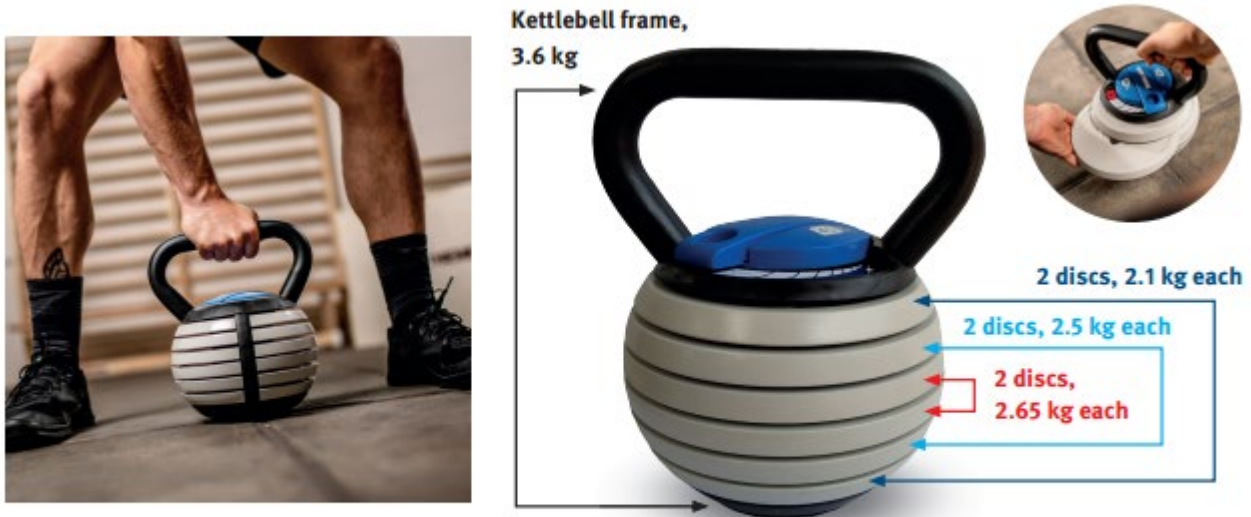 Kettlebell frame,
3.6 kg
2 discs, 2.1 kg each
2 discs, 2.5 kg each
2 discs,
2.65 kg each